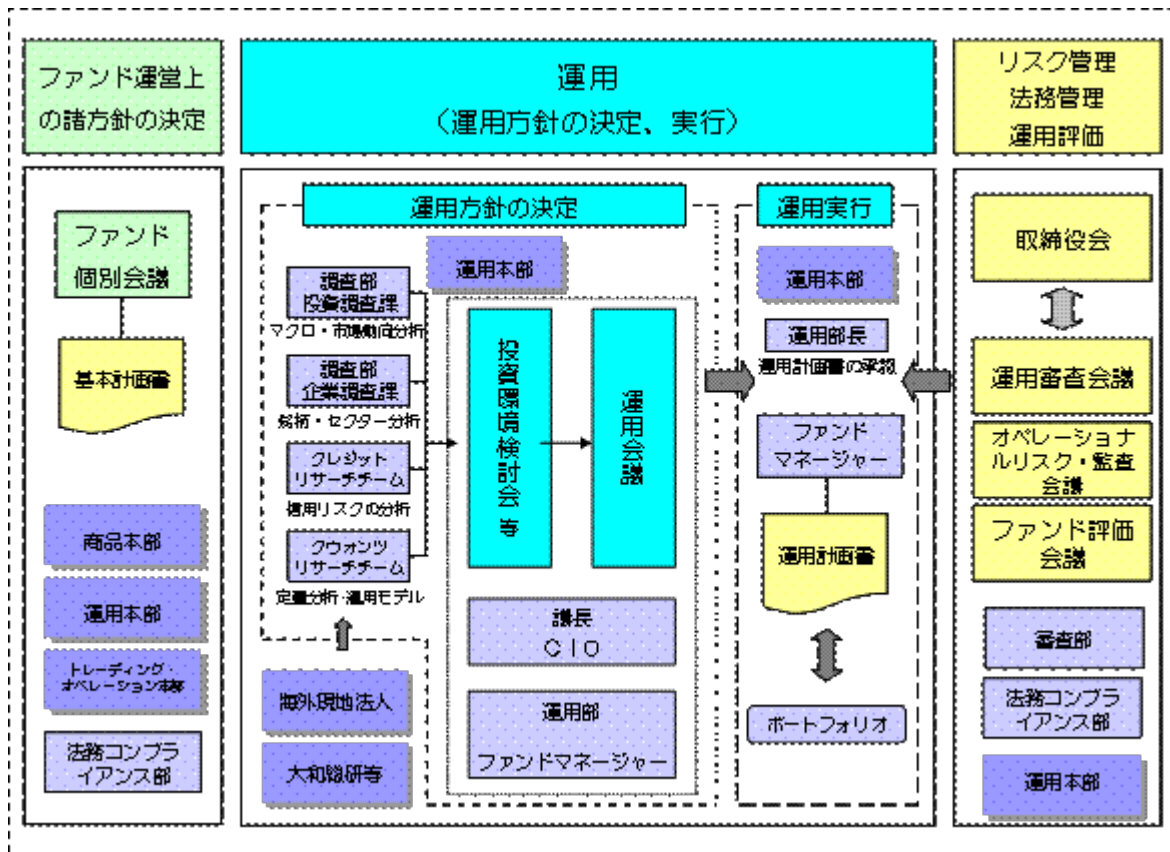 ファンド運営上
の諸方針の決定
運用
（運用方針の決定、実行）
リスク管理
法務管理
運用評価
ファンド
個別会議
基本計画書
商品本部
運用本部
トレーディング・
オペレーション本部
法務コンプラ
イアンス部
運用方針の決定
運用本部
調査部
投資調査課
マクロ・市場動向分析
調査部
企業調査課
銘柄・セクター分析
クレジット
リサーチチーム
信用リスクの分析
クウォンツ
リサーチチーム
定量分析・運用モデル
海外現地法人
大和総研等
投資環境検討会 等
運用会議
議長
ＣＩＯ
運用部
ファンドマネージャー
運用実行
運用本部
運用部長
運用計画書の承認
ファンド
マネージャー
運用計画書
ポートフォリオ
取締役会
運用審査会議
オペレーショナ
ルリスク・監査
会議
ファンド評価
会議
審査部
法務コンプラ
イアンス部
運用本部